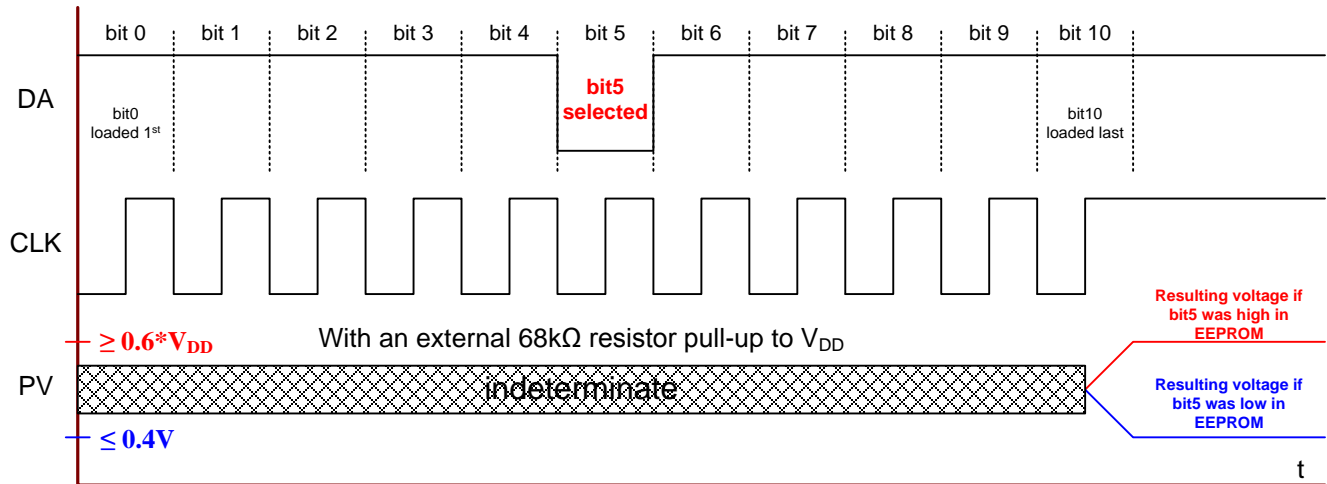 bit 0 bit 1 bit 2 bit 3 bit 4 bit 5 bit 6 bit 7 bit 8 bit 9 bit 10
DA
bit0
loaded 1st
bit5
selected
bit10
loaded last
CLK
Resulting voltage if
bit5 was high in
EEPROM
≥ 0.6*VDD
With an external 68kΩ resistor pull-up to VDD
PV
indeterminate
Resulting voltage if
bit5 was low in
EEPROM
≤ 0.4V
t